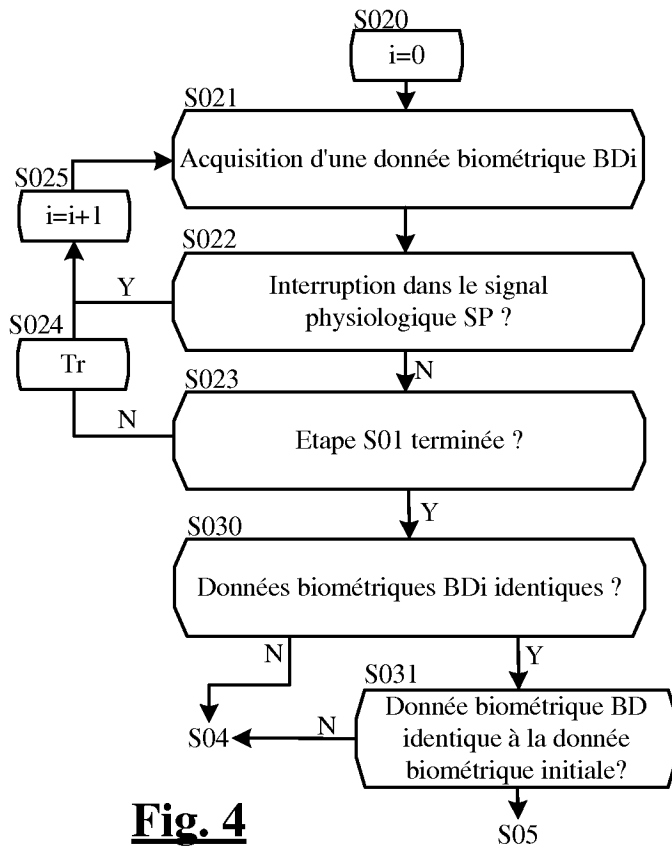 S020
i=0
S021
Acquisition d'une donnée biométrique BDi
S025
i=i+1
S022
Interruption dans le signal
physiologique SP ?
Y
S024
Tr
N
S023
Etape S01 terminée ?
N
Y
S030
Données biométriques BDi identiques ?
N
Y
S031
Donnée biométrique BD
identique à la donnée
biométrique initiale?
N
S04
S05
Fig. 4